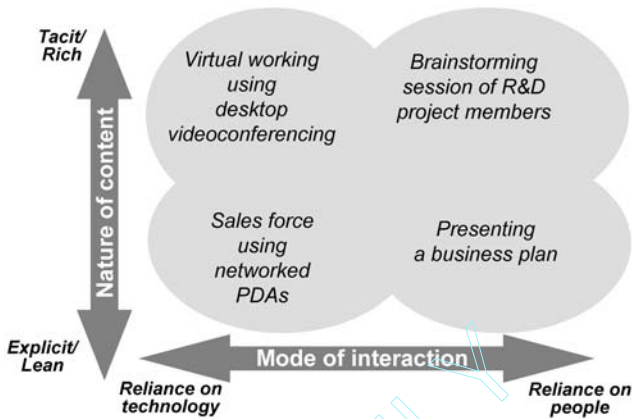 Tacit/
Rich
Nature of content
Explicit/
Lean
Virtual working
using
desktop
videoconferencing
Brainstorming
session of R&D
project members
Sales force
using
networked
PDAs
Presenting
a business plan
Mode of interaction
Reliance on
technology
Reliance on
people